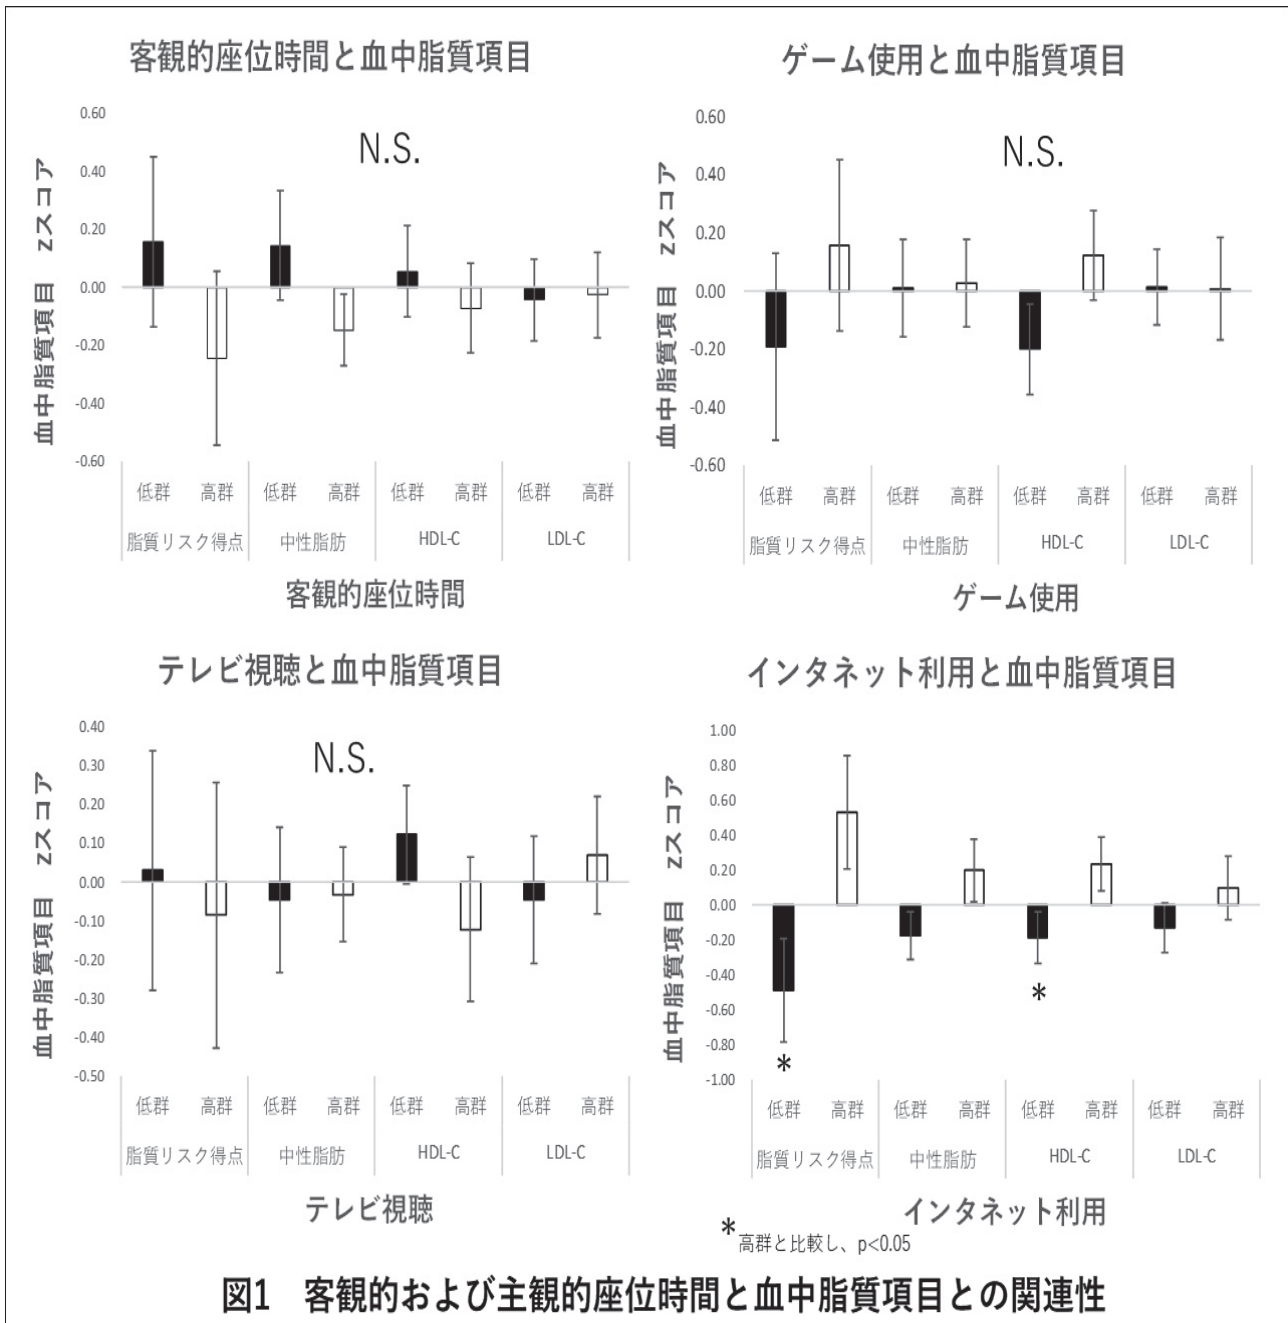 客観的座位時間と血中脂質項目
N.S.
血中脂質項目 zスコア
0.60
0.40
0.20
0.00
-0.20
-0.40
-0.60
低群 高群 低群 高群 低群 高群 低群 高群
脂質リスク得点 中性脂肪 HDL-C LDL-C
客観的座位時間
ゲーム使用と血中脂質項目
N.S.
血中脂質項目 zスコア
0.60
0.40
0.20
0.00
-0.20
-0.40
-0.60
低群 高群 低群 高群 低群 高群 低群 高群
脂質リスク得点 中性脂肪 HDL-C LDL-C
ゲーム使用
テレビ視聴と血中脂質項目
N.S.
血中脂質項目 zスコア
0.40
0.30
0.20
0.10
0.00
-0.10
-0.20
-0.30
-0.40
-0.50
低群 高群 低群 高群 低群 高群 低群 高群
脂質リスク得点 中性脂肪 HDL-C LDL-C
テレビ視聴
インタネット利用と血中脂質項目
血中脂質項目 zスコア
1.00
0.80
0.60
0.40
0.20
0.00
-0.20
-0.40
-0.60
-0.80
-1.00
*
*
低群 高群 低群 高群 低群 高群 低群 高群
脂質リスク得点 中性脂肪 HDL-C LDL-C
インタネット利用
*高群と比較し、p<0.05
図1 客観的および主観的座位時間と血中脂質項目との関連性